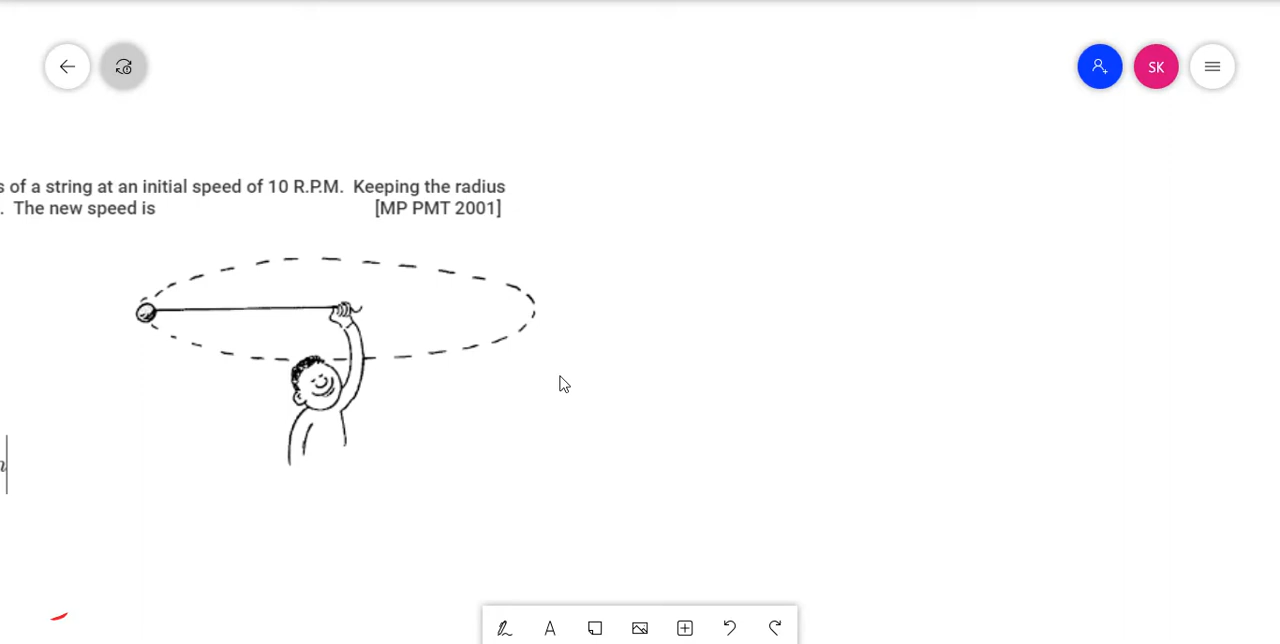 SK
s of a string at an initial speed of 10 R.P.M. Keeping the radius
. The new speed is [MP PMT 2001]
A